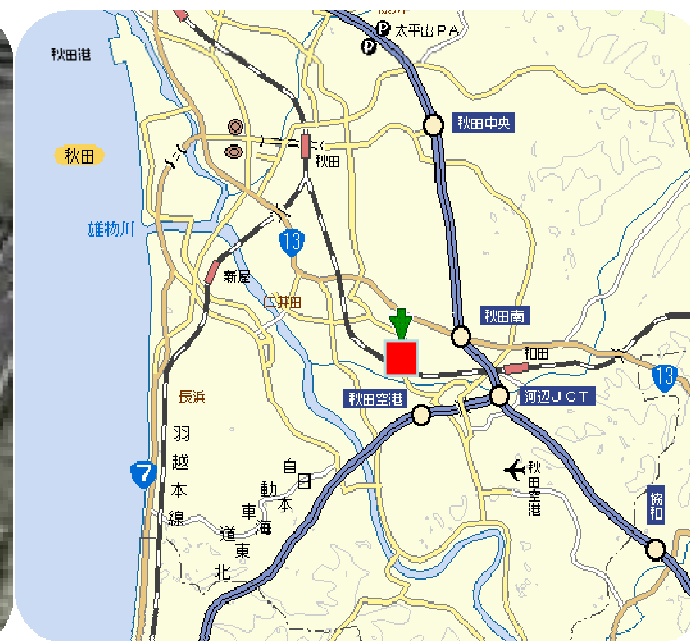 太平山ＰＡ
秋田港
秋田中央
秋田
秋田
雄物川
13
新屋
仁井田
秋田南
和田
13
秋田空港
河辺ＪＣＴ
長浜
羽越本線
7
秋田空港
協和
日本海東北自動車道